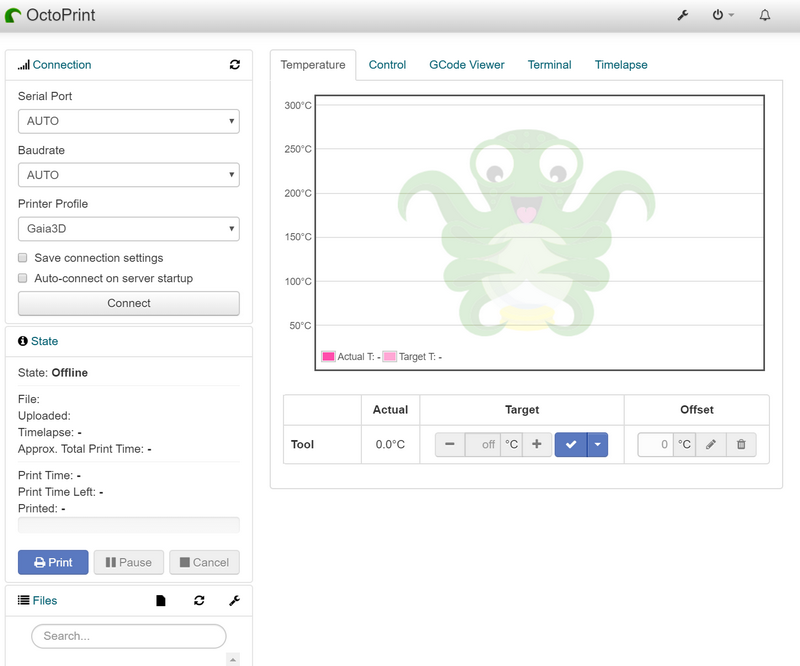 OctoPrint
Connection
Serial Port
AUTO
Baudrate
AUTO
Printer Profile
Gaia3D
Save connection settings
Auto-connect on server startup
Connect
State
State: Offline
File:
Uploaded:
Timelapse: -
Approx. Total Print Time: -
Print Time: -
Print Time Left: -
Printed: -
Print Pause Cancel
Files
Search...
Temperature Control GCode Viewer Terminal Timelapse
300°C
250°C
200°C
150°C
100°C
50°C
Actual T: - Target T: -
Actual Target Offset
Tool 0.0°C off °C 0 °C